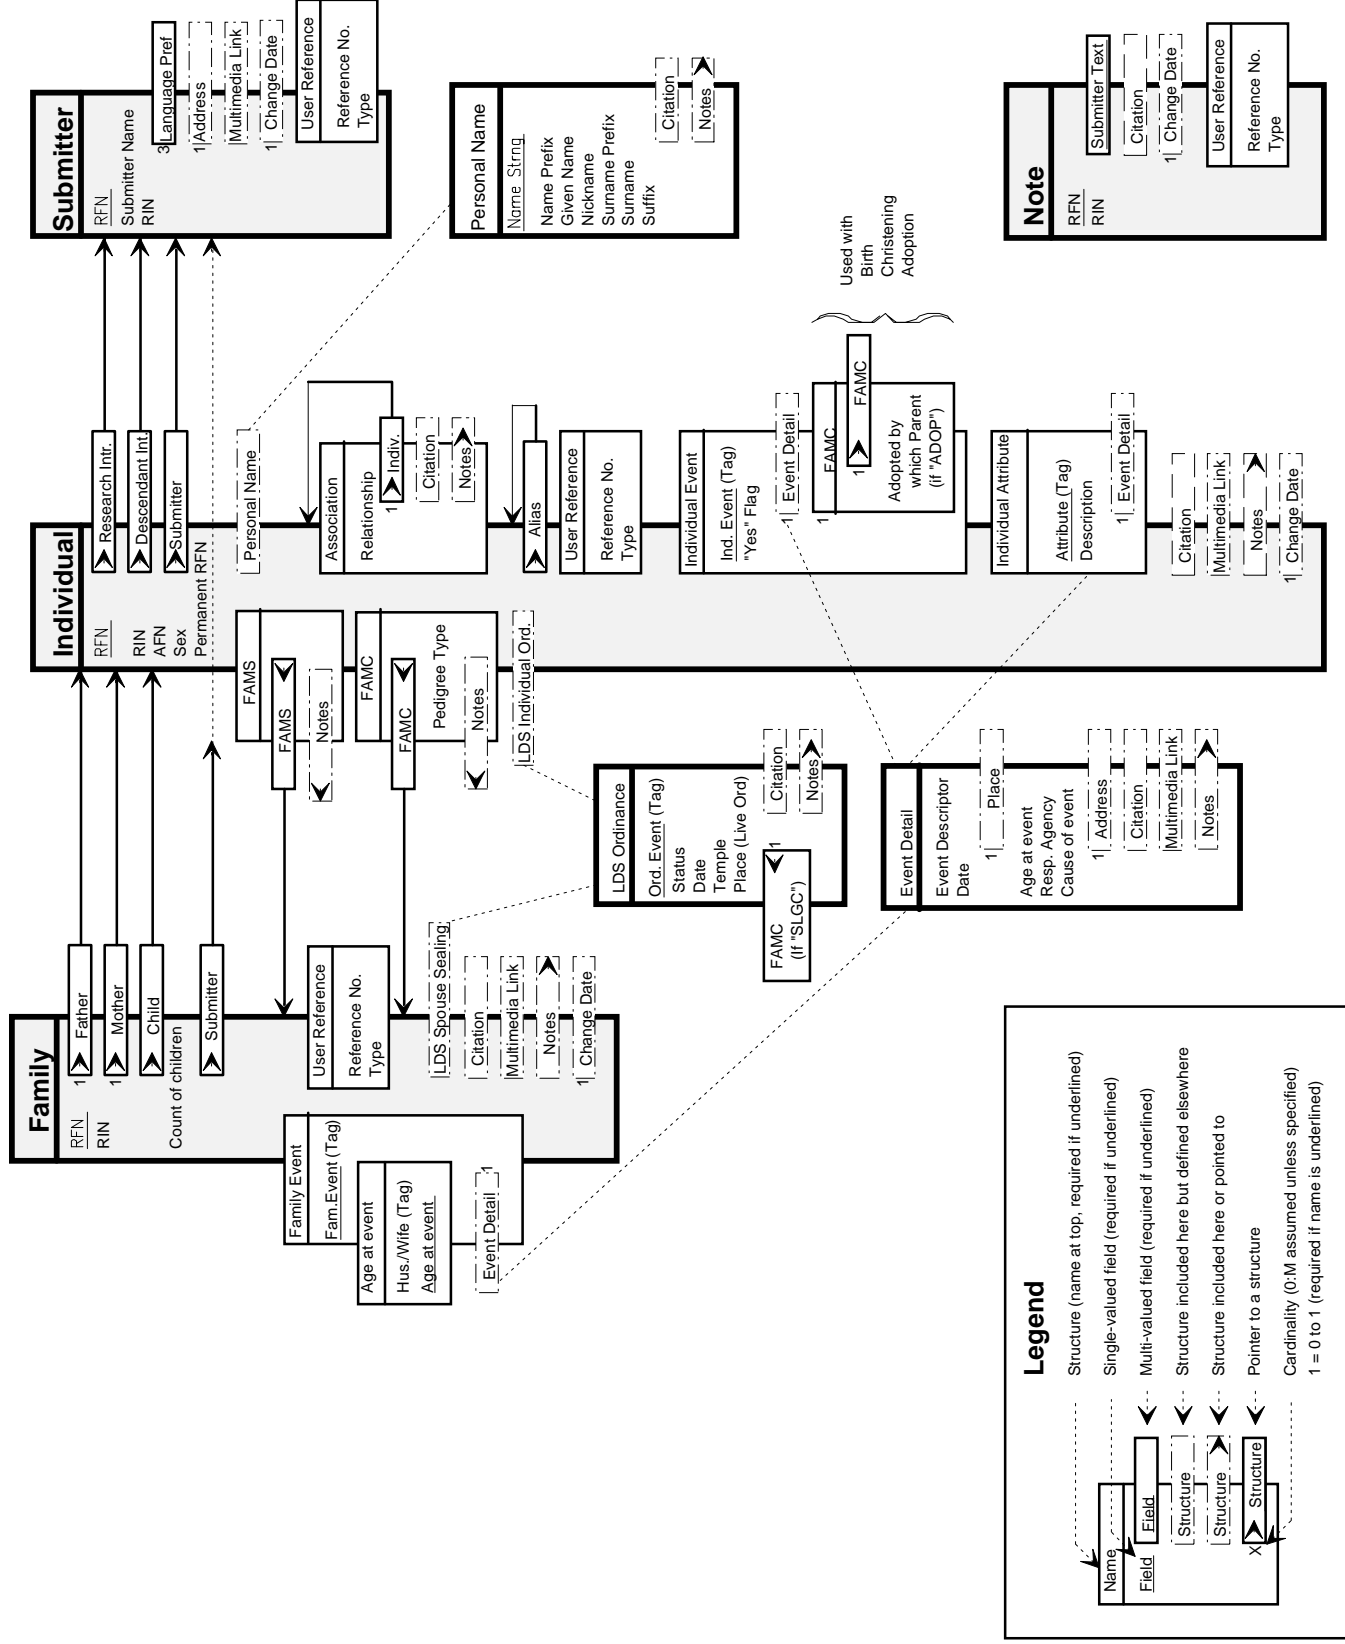 Family
RFN
RIN
1 Father
1 Mother
Child
Count of children
Submitter
Family Event
Fam.Event (Tag)
Age at event
Hus./Wife (Tag)
Age at event
Event Detail 1
User Reference
Reference No.
Type
LDS Spouse Sealing
Citation
Multimedia Link
Notes
1 Change Date
Individual
RFN
RIN
AFN
Sex
Permanent RFN
Research Intr.
Descendant Int.
Submitter
FAMS
FAMS
Notes
FAMC
FAMC
Pedigree Type
Notes
LDS Individual Ord.
Personal Name
Association
Relationship
1 Indiv.
Citation
Notes
Alias
User Reference
Reference No.
Type
Individual Event
Ind. Event (Tag)
"Yes" Flag
1 Event Detail
1 FAMC
1 FAMC
Adopted by
which Parent
(if "ADOP")
Used with
Birth
Christening
Adoption
Individual Attribute
Attribute (Tag)
Description
1 Event Detail
Citation
Multimedia Link
Notes
1 Change Date
Submitter
RFN
Submitter Name
RIN
3 Language Pref
1 Address
Multimedia Link
1 Change Date
User Reference
Reference No.
Type
Personal Name
Name Strng
Name Prefix
Given Name
Nickname
Surname Prefix
Surname
Suffix
Citation
Notes
LDS Ordinance
Ord. Event (Tag)
Status
Date
Temple
Place (Live Ord)
Citation
Notes
1
FAMC
(If "SLGC")
Event Detail
Event Descriptor
Date
1 Place
Age at event
Resp. Agency
Cause of event
1 Address
Citation
Multimedia Link
Notes
Note
RFN
RIN
Submitter Text
Citation
1 Change Date
User Reference
Reference No.
Type
Legend
Name
Field
Field
Structure
Structure
X Structure
Structure (name at top, required if underlined)
Single-valued field (required if underlined)
Multi-valued field (required if underlined)
Structure included here but defined elsewhere
Structure included here or pointed to
Pointer to a structure
Cardinality (0:M assumed unless specified)
1 = 0 to 1 (required if name is underlined)